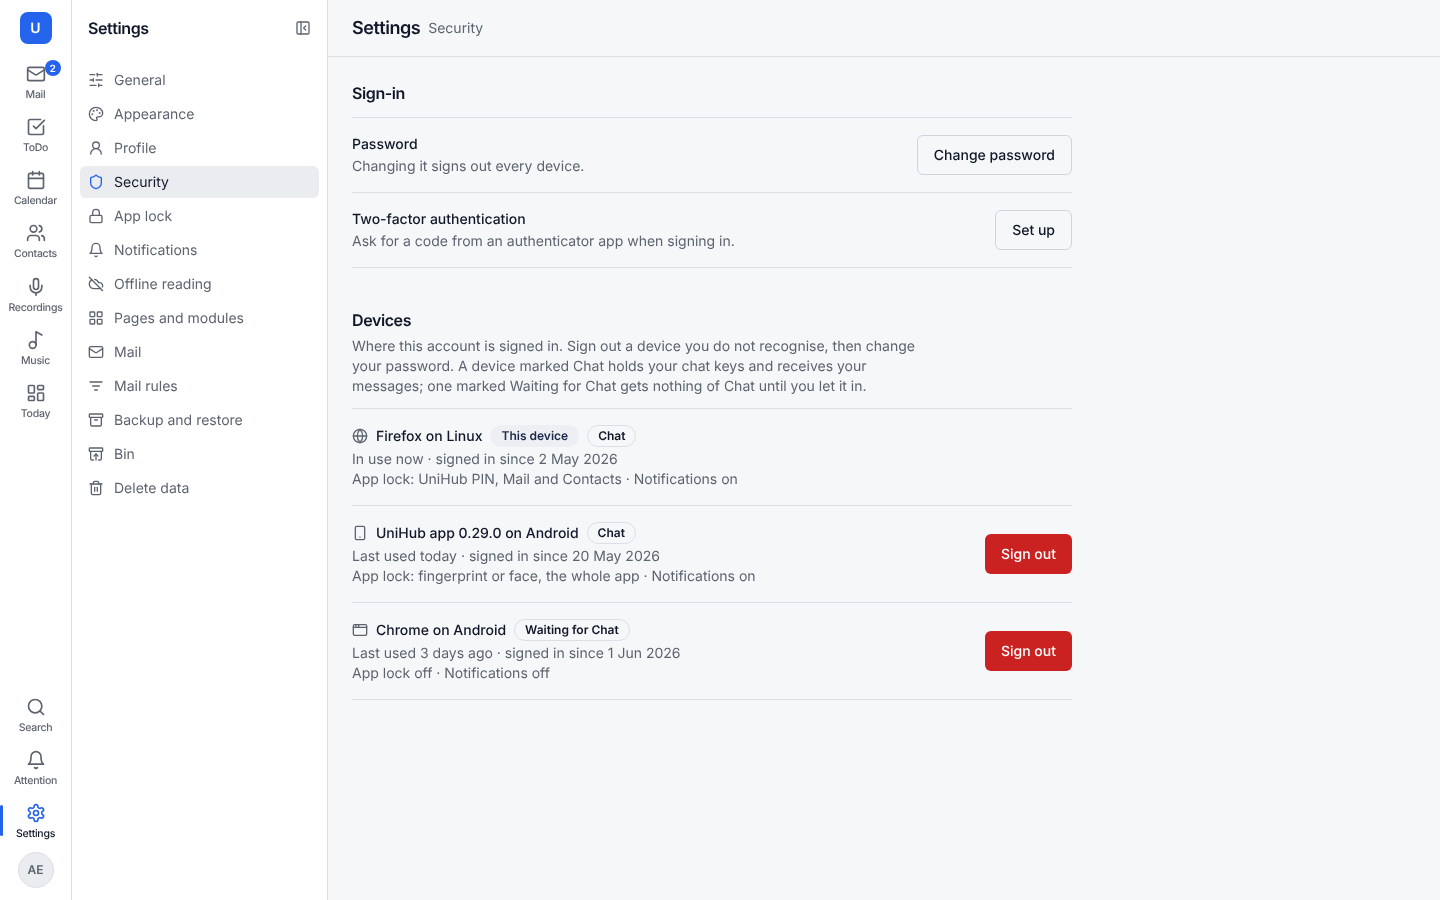 U
2
Mail
ToDo
Calendar
Contacts
Recordings
Music
Today
Search
Attention
Settings
AE
Settings
General
Appearance
Profile
Security
App lock
Notifications
Offline reading
Pages and modules
Mail
Mail rules
Backup and restore
Bin
Delete data
Settings Security
Sign-in
Password
Changing it signs out every device.
Change password
Two-factor authentication
Ask for a code from an authenticator app when signing in.
Set up
Devices
Where this account is signed in. Sign out a device you do not recognise, then change
your password. A device marked Chat holds your chat keys and receives your
messages; one marked Waiting for Chat gets nothing of Chat until you let it in.
Firefox on Linux This device Chat
In use now · signed in since 2 May 2026
App lock: UniHub PIN, Mail and Contacts · Notifications on
UniHub app 0.29.0 on Android Chat
Last used today · signed in since 20 May 2026
App lock: fingerprint or face, the whole app · Notifications on
Sign out
Chrome on Android Waiting for Chat
Last used 3 days ago · signed in since 1 Jun 2026
App lock off · Notifications off
Sign out